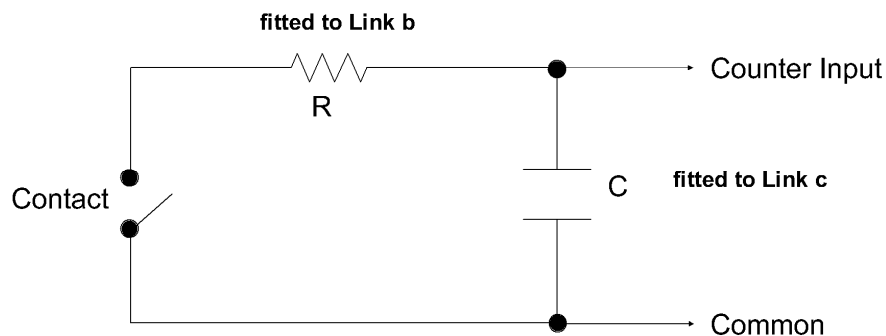 fitted to Link b
Counter Input
R
Contact
C
fitted to Link c
Common